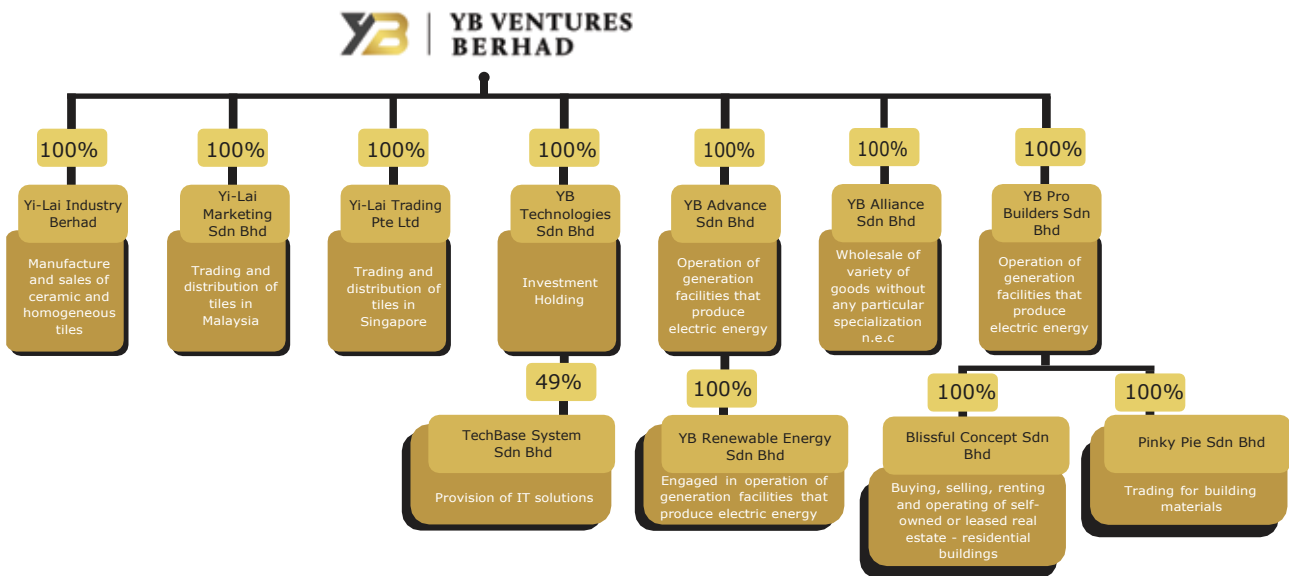 YB
YB VENTURES
BERHAD
100%
100%
100%
100%
100%
100%
100%
Yi-Lai Industry
Berhad
Manufacture
and sales of
ceramic and
homogeneous
tiles
Yi-Lai
Marketing
Sdn Bhd
Trading and
distribution of
tiles in
Malaysia
Yi-Lai Trading
Pte Ltd
Trading and
distribution of
tiles in
Singapore
YB
Technologies
Sdn Bhd
Investment
Holding
YB Advance
Sdn Bhd
Operation of
generation
facilities that
produce
electric energy
YB Alliance
Sdn Bhd
Wholesale of
variety of
goods without
any particular
specialization
n.e.c
YB Pro
Builders Sdn
Bhd
Operation of
generation
facilities that
produce
electric energy
49%
100%
100%
100%
TechBase System
Sdn Bhd
Provision of IT solutions
YB Renewable Energy
Sdn Bhd
Engaged in operation of
generation facilities that
produce electric energy
Blissful Concept Sdn
Bhd
Buying, selling, renting
and operating of self-
owned or leased real
estate - residential
buildings
Pinky Pie Sdn Bhd
Trading for building
materials